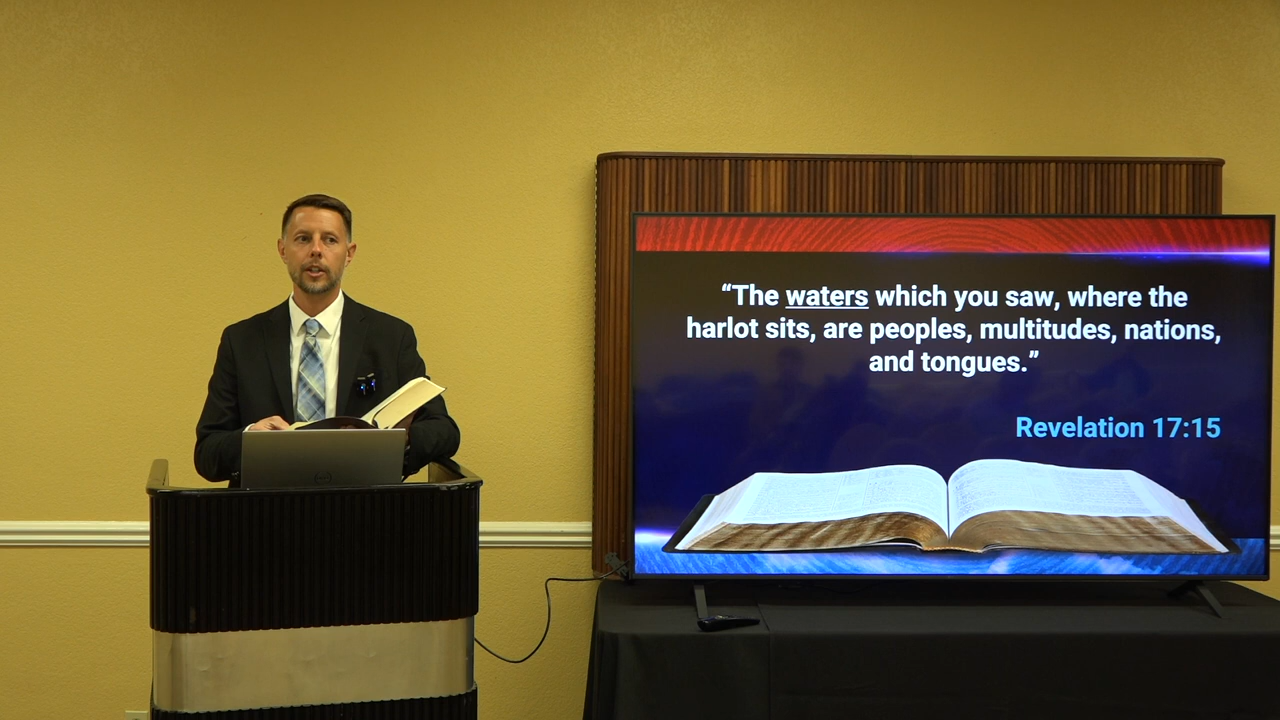 “The waters which you saw, where the
harlot sits, are peoples, multitudes, nations,
and tongues.”
Revelation 17:15